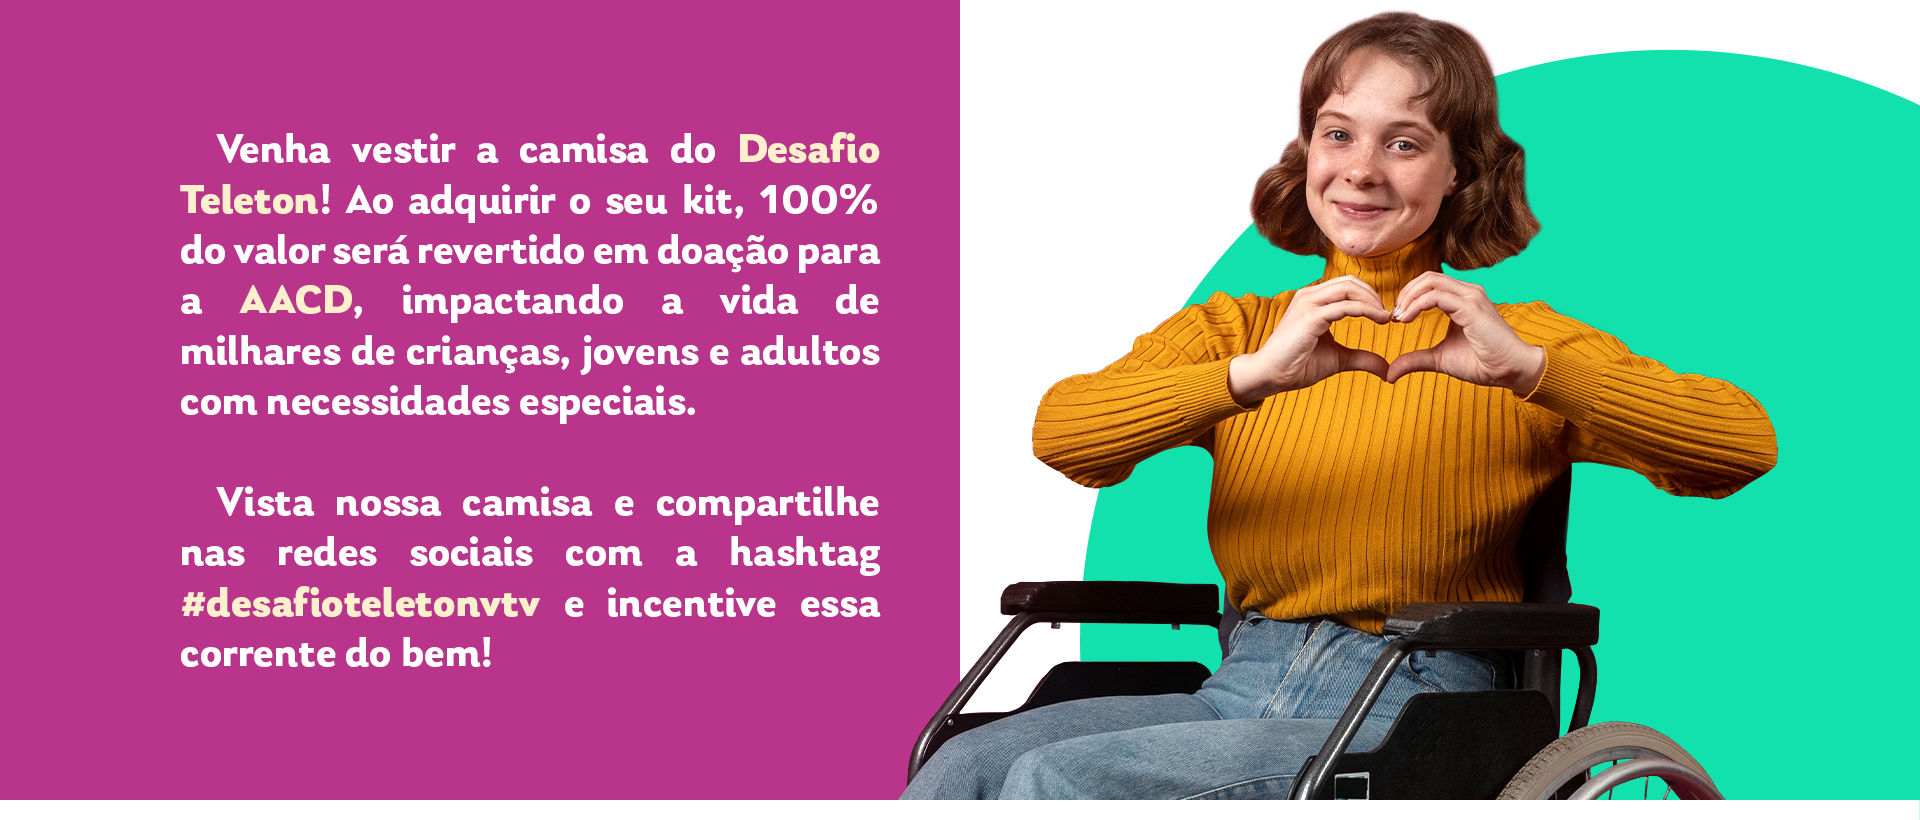 Venha vestir a camisa do Desafio
Teleton! Ao adquirir o seu kit, 100%
do valor será revertido em doação para
a AACD, impactando a vida de
milhares de crianças, jovens e adultos
com necessidades especiais.
Vista nossa camisa e compartilhe
nas redes sociais com a hashtag
#desafioteletonvtv e incentive essa
corrente do bem!